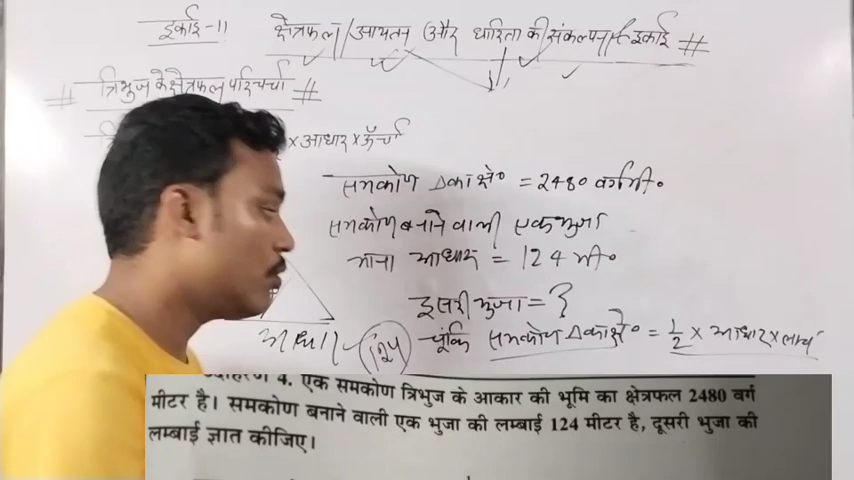 इकाई-11 क्षेत्रफल/आयतन और धारिता की संकल्पना/इकाई #
# त्रिभुज के क्षेत्रफल परिचर्चा #
× आधार × ऊँचा
समकोण Δ का क्षे० = 2480 वर्गमी०
समकोण बनाने वाली एक भुजा
माना आधार = 124 मी०
दूसरी भुजा = ?
आधार 124 चूंकि समकोण Δ का क्षे० = 1/2 × आधार × लम्ब
4. एक समकोण त्रिभुज के आकार की भूमि का क्षेत्रफल 2480 वर्ग
मीटर है। समकोण बनाने वाली एक भुजा की लम्बाई 124 मीटर है, दूसरी भुजा की
लम्बाई ज्ञात कीजिए।